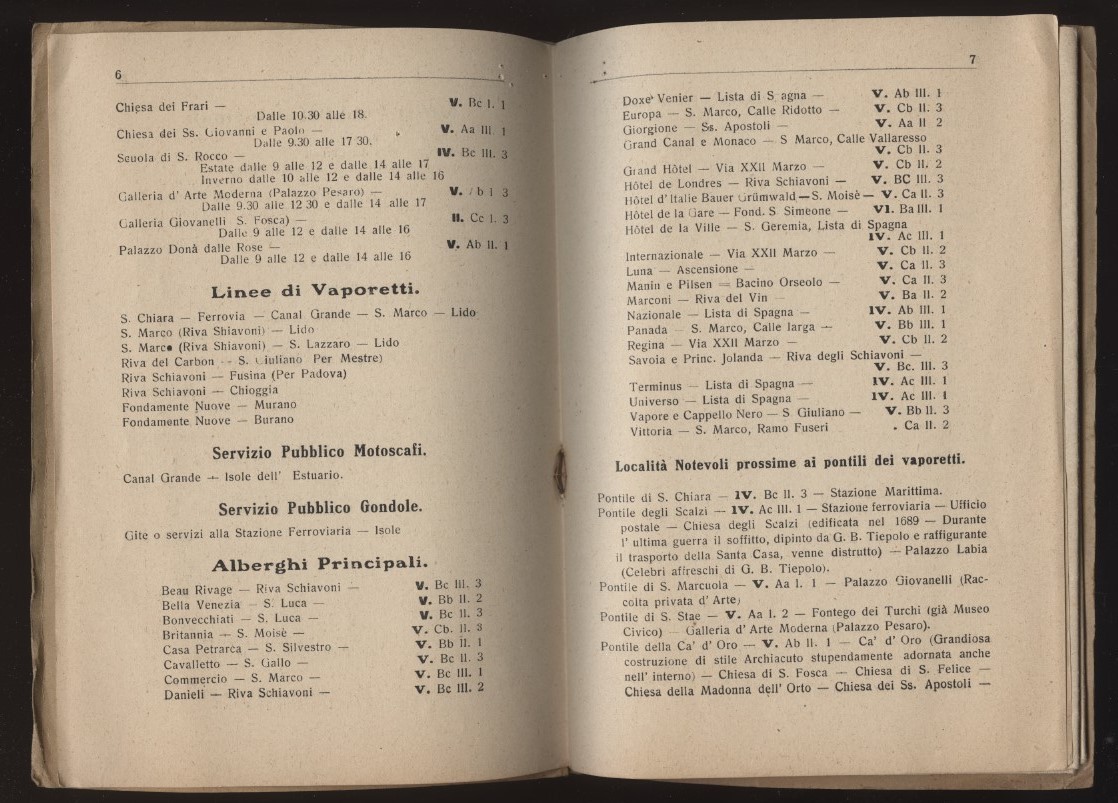 6
Chiesa dei Frari — V. Bc I. 1
Dalle 10.30 alle 18.
Chiesa dei Ss. Giovanni e Paolo — V. Aa III. 1
Dalle 9.30 alle 17 30.
Scuola di S. Rocco — IV. Bc III. 3
Estate dalle 9 alle 12 e dalle 14 alle 17
Inverno dalle 10 alle 12 e dalle 14 alle 16
Galleria d' Arte Moderna (Palazzo Pesaro) — V. b I 3
Dalle 9.30 alle 12 30 e dalle 14 alle 17
Galleria Giovanelli S. Fosca) — II. Cc I. 3
Dalle 9 alle 12 e dalle 14 alle 16
Palazzo Donà dalle Rose — V. Ab II. 1
Dalle 9 alle 12 e dalle 14 alle 16
Linee di Vaporetti.
S. Chiara — Ferrovia — Canal Grande — S. Marco — Lido
S. Marco (Riva Shiavoni) — Lido
S. Marco (Riva Shiavoni) — S. Lazzaro — Lido
Riva del Carbon — S. Giuliano Per Mestre)
Riva Schiavoni — Fusina (Per Padova)
Riva Schiavoni — Chioggia
Fondamente Nuove — Murano
Fondamente Nuove — Burano
Servizio Pubblico Motoscafi.
Canal Grande — Isole dell' Estuario.
Servizio Pubblico Gondole.
Gite o servizi alla Stazione Ferroviaria — Isole
Alberghi Principali.
Beau Rivage — Riva Schiavoni — V. Bc III. 3
Bella Venezia — S. Luca — V. Bb II. 2
Bonvecchiati — S. Luca — V. Bc II. 3
Britannia — S. Moisè — V. Cb. II. 3
Casa Petrarca — S. Silvestro — V. Bb II. 1
Cavalletto — S. Gallo — V. Bc II. 3
Commercio — S. Marco — V. Bc III. 1
Danieli — Riva Schiavoni — V. Bc III. 2
7
Doxe Venier — Lista di S agna — V. Ab III. 1
Europa — S. Marco, Calle Ridotto — V. Cb II. 3
Giorgione — Ss. Apostoli — V. Aa II 2
Grand Canal e Monaco — S Marco, Calle Vallaresso
V. Cb II. 3
Grand Hôtel — Via XXII Marzo — V. Cb II. 2
Hôtel de Londres — Riva Schiavoni — V. BC III. 3
Hôtel d' Italie Bauer Grümwald — S. Moisè — V. Ca II. 3
Hôtel de la Gare — Fond. S Simeone — VI. Ba III. 1
Hôtel de la Ville — S. Geremia, Lista di Spagna
IV. Ac III. 1
Internazionale — Via XXII Marzo — V. Cb II. 2
Luna — Ascensione — V. Ca II. 3
Manin e Pilsen — Bacino Orseolo — V. Ca II. 3
Marconi — Riva del Vin — V. Ba II. 2
Nazionale — Lista di Spagna — IV. Ab III. 1
Panada — S. Marco, Calle larga — V. Bb III. 1
Regina — Via XXII Marzo — V. Cb II. 2
Savoia e Princ. Jolanda — Riva degli Schiavoni —
V. Bc. III. 3
Terminus — Lista di Spagna — IV. Ac III. 1
Universo — Lista di Spagna — IV. Ac III. 1
Vapore e Cappello Nero — S Giuliano — V. Bb II. 3
Vittoria — S. Marco, Ramo Fuseri . Ca II. 2
Località Notevoli prossime ai pontili dei vaporetti.
Pontile di S. Chiara — IV. Bc II. 3 — Stazione Marittima.
Pontile degli Scalzi — IV. Ac III. 1 — Stazione ferroviaria — Ufficio
postale — Chiesa degli Scalzi (edificata nel 1689 — Durante
l' ultima guerra il soffitto, dipinto da G. B. Tiepolo e raffigurante
il trasporto della Santa Casa, venne distrutto) — Palazzo Labia
(Celebri affreschi di G. B. Tiepolo).
Pontile di S. Marcuola — V. Aa I. 1 — Palazzo Giovanelli (Rac-
colta privata d' Arte)
Pontile di S. Stae — V. Aa I. 2 — Fontego dei Turchi (già Museo
Civico) — Galleria d' Arte Moderna (Palazzo Pesaro).
Pontile della Ca' d' Oro — V. Ab II. 1 — Ca' d' Oro (Grandiosa
costruzione di stile Archiacuto stupendamente adornata anche
nell' interno) — Chiesa di S. Fosca — Chiesa di S. Felice —
Chiesa della Madonna dell' Orto — Chiesa dei Ss. Apostoli —